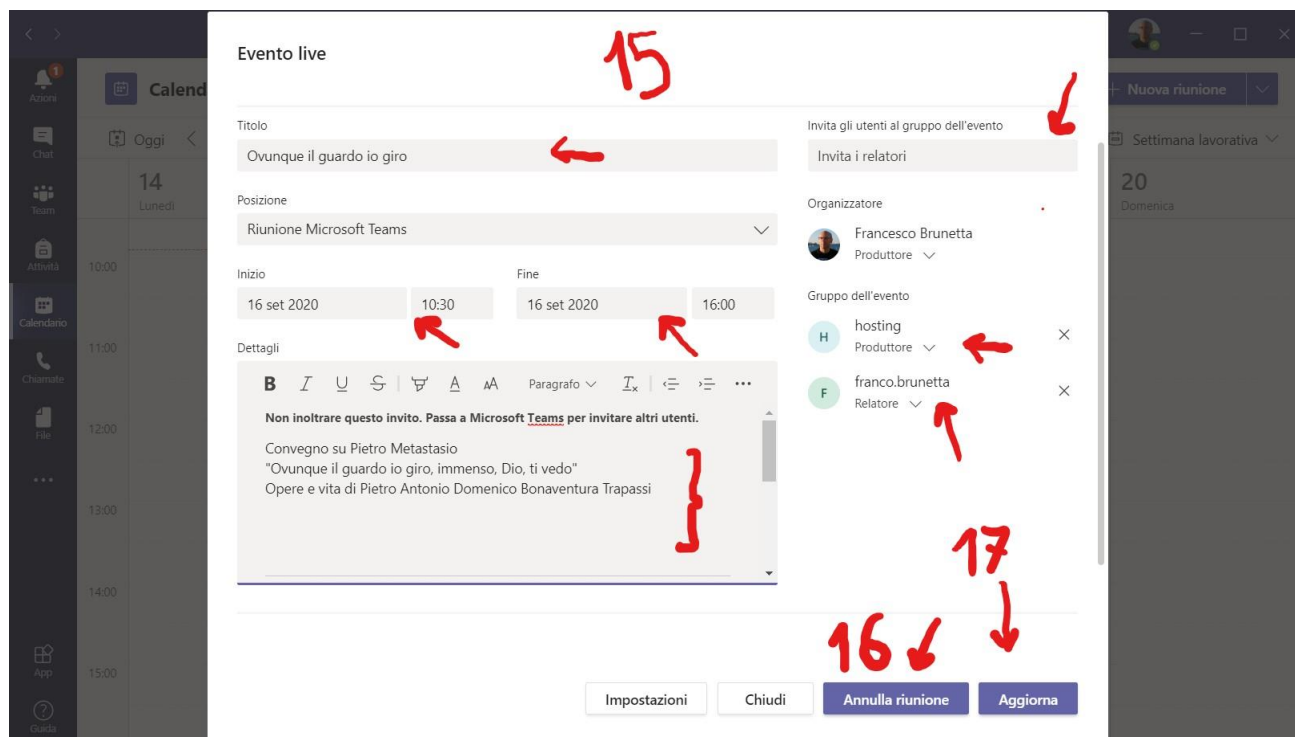 15
Evento live
Azioni
1
Calend
+ Nuova riunione
Chat
Oggi
Settimana lavorativa
Titolo
Ovunque il guardo io giro
Invita gli utenti al gruppo dell'evento
Invita i relatori
Team
14
Lunedì
20
Domenica
Posizione
Riunione Microsoft Teams
Organizzatore
Francesco Brunetta
Produttore
Attività
10:00
Inizio
Fine
16 set 2020
10:30
16 set 2020
16:00
Gruppo dell'evento
H
hosting
Produttore
Calendario
11:00
Dettagli
Chiamate
B I U S A AA Paragrafo Tx
F
franco.brunetta
Relatore
File
12:00
Non inoltrare questo invito. Passa a Microsoft Teams per invitare altri utenti.
Convegno su Pietro Metastasio
"Ovunque il guardo io giro, immenso, Dio, ti vedo"
Opere e vita di Pietro Antonio Domenico Bonaventura Trapassi
13:00
17
14:00
16
App
15:00
Impostazioni
Chiudi
Annulla riunione
Aggiorna
Guida